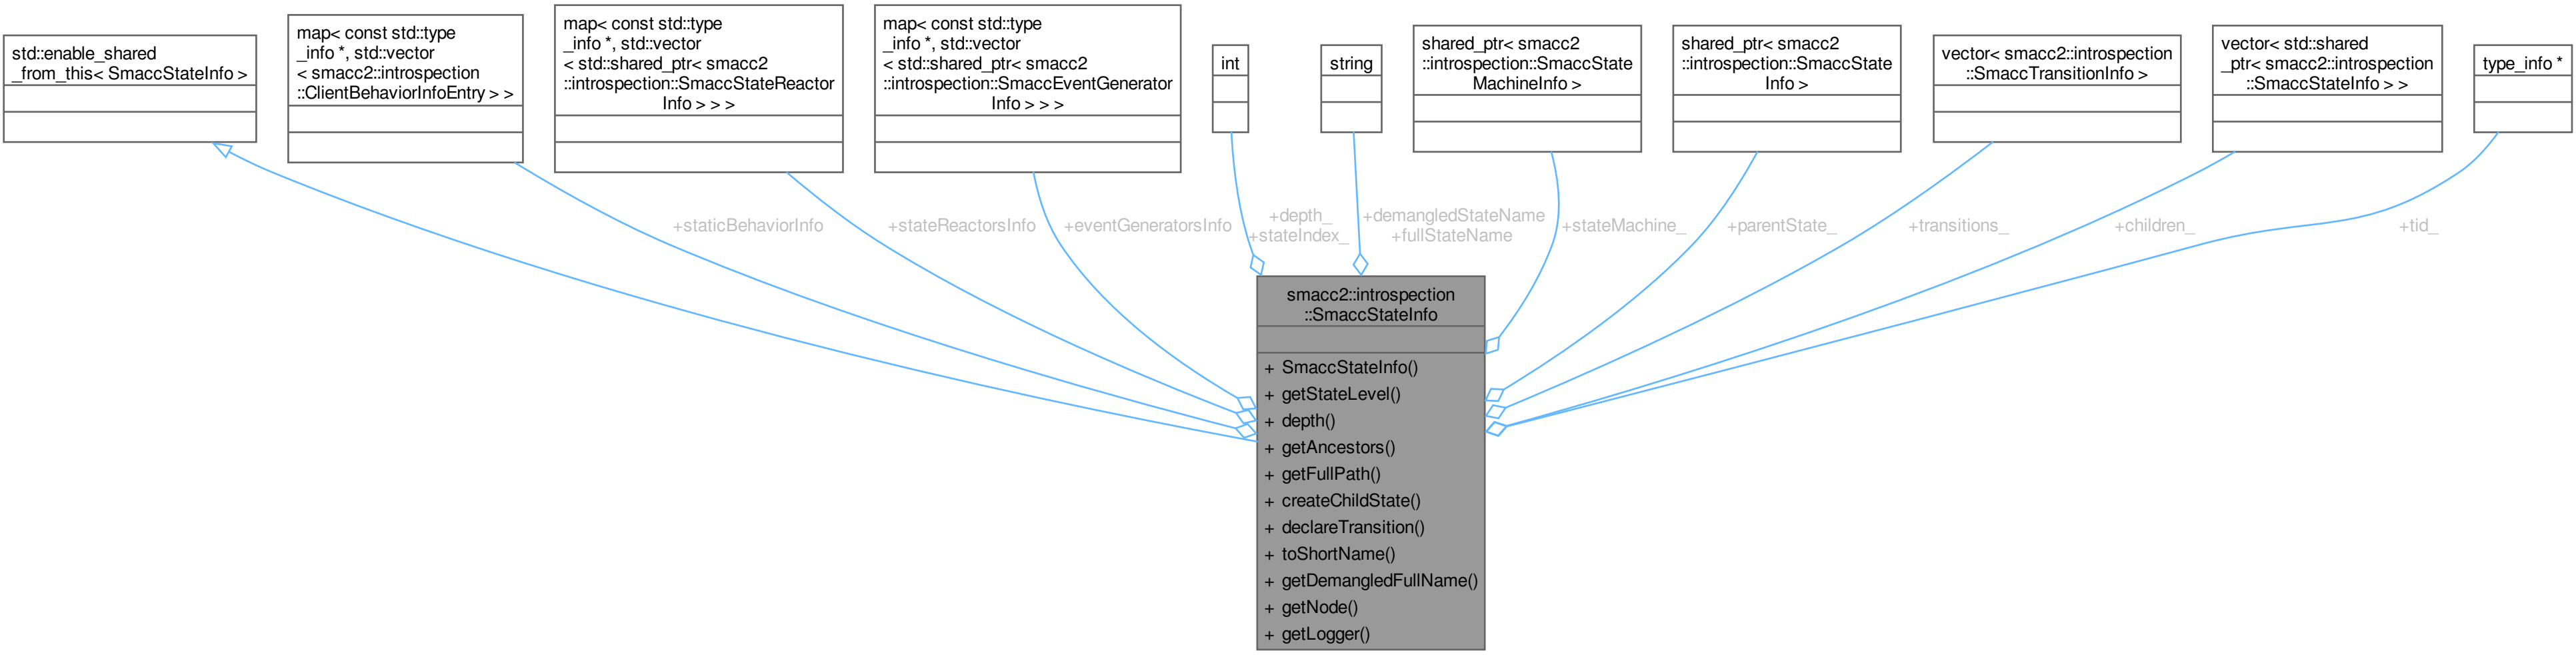 std::enable_shared
_from_this< SmaccStateInfo >
map< const std::type
_info *, std::vector
< smacc2::introspection
::ClientBehaviorInfoEntry > >
map< const std::type
_info *, std::vector
< std::shared_ptr< smacc2
::introspection::SmaccStateReactor
Info > > >
map< const std::type
_info *, std::vector
< std::shared_ptr< smacc2
::introspection::SmaccEventGenerator
Info > > >
int
string
shared_ptr< smacc2
::introspection::SmaccState
MachineInfo >
shared_ptr< smacc2
::introspection::SmaccState
Info >
vector< smacc2::introspection
::SmaccTransitionInfo >
vector< std::shared
_ptr< smacc2::introspection
::SmaccStateInfo > >
type_info *
+staticBehaviorInfo
+stateReactorsInfo
+eventGeneratorsInfo
+depth_
+stateIndex_
+demangledStateName
+fullStateName
+stateMachine_
+parentState_
+transitions_
+children_
+tid_
smacc2::introspection
::SmaccStateInfo
+ SmaccStateInfo()
+ getStateLevel()
+ depth()
+ getAncestors()
+ getFullPath()
+ createChildState()
+ declareTransition()
+ toShortName()
+ getDemangledFullName()
+ getNode()
+ getLogger()